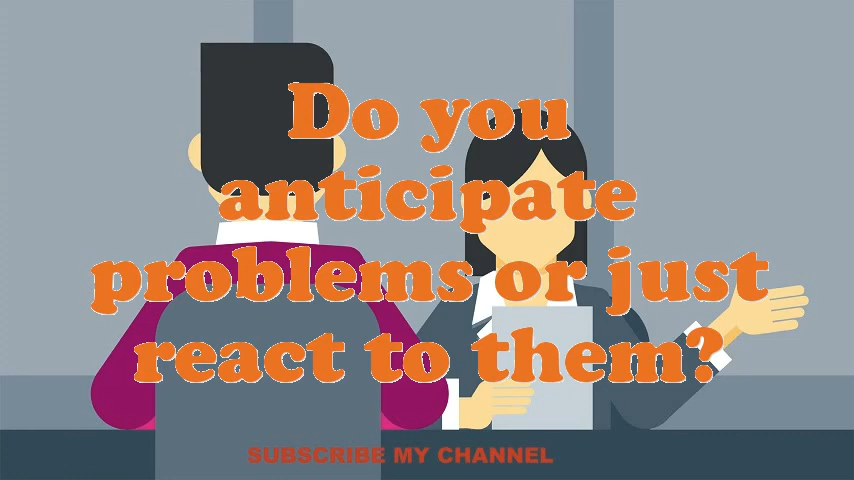 Do you
anticipate
problems or just
react to them?
SUBSCRIBE MY CHANNEL